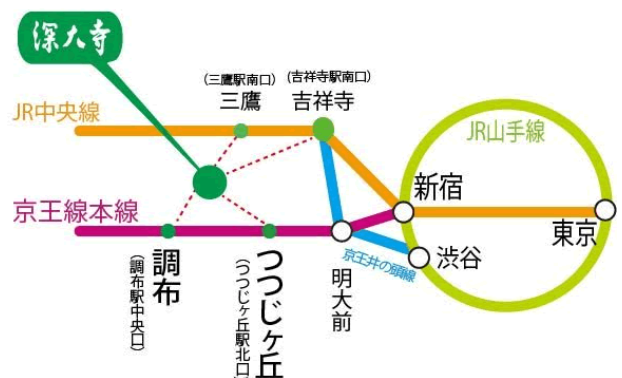 深大寺
(三鷹駅南口)
三鷹
(吉祥寺駅南口)
吉祥寺
JR中央線
JR山手線
新宿
京王線本線
東京
渋谷
京王井の頭線
明大前
調布
(調布駅中央口)
つつじヶ丘
(つつじヶ丘駅北口)